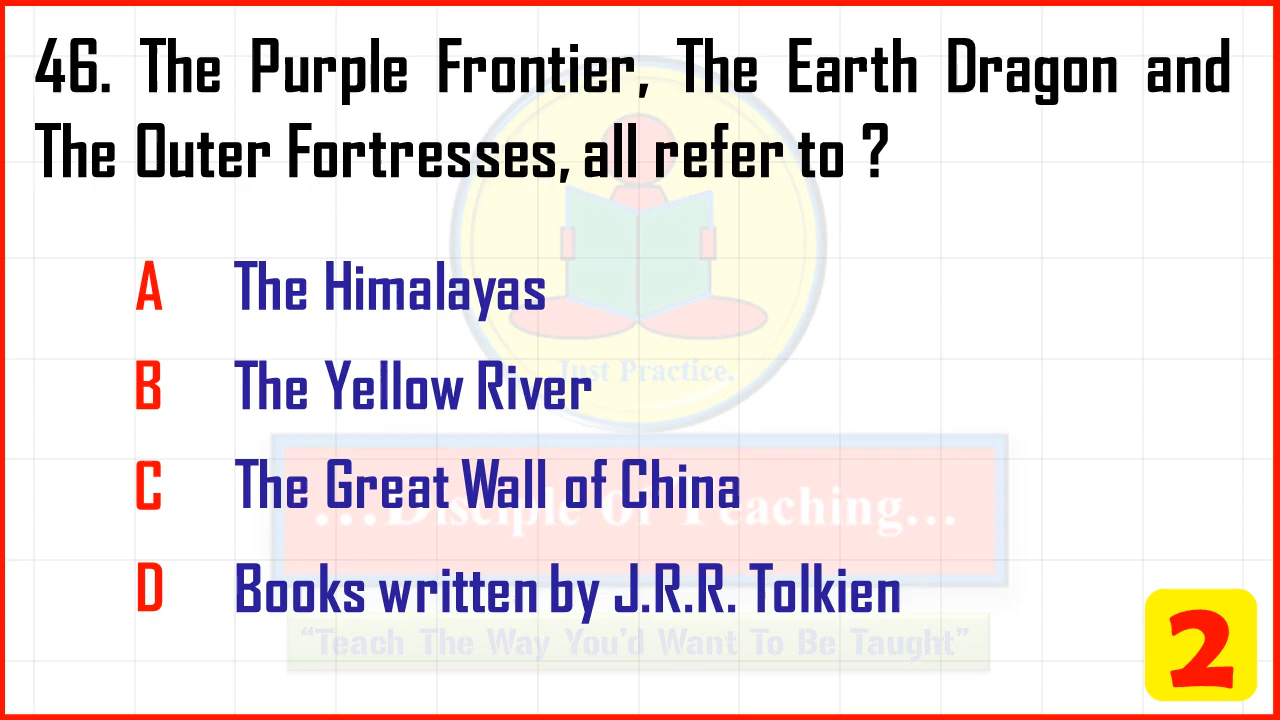 46. The Purple Frontier, The Earth Dragon and
The Outer Fortresses, all refer to ?
A The Himalayas
B The Yellow River
Just Practice.
C The Great Wall of China
...Disciple of Teaching...
D Books written by J.R.R. Tolkien
"Teach The Way You'd Want To Be Taught"
2